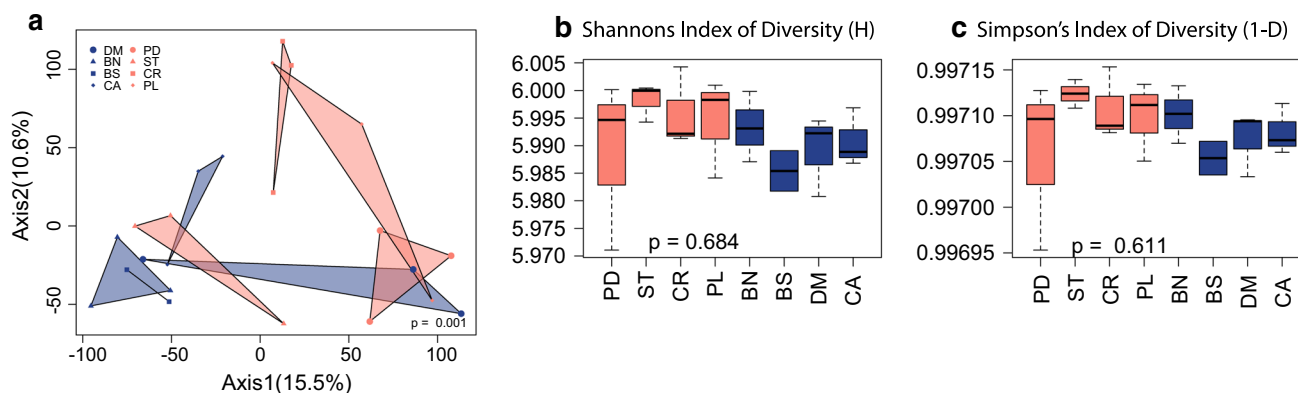 a
DM PD
BN ST
BS CR
CA PL
100
50
0
-50
-100 -50 0 50 100
Axis2(10.6%)
Axis1(15.5%)
p = 0.001
b Shannons Index of Diversity (H)
6.005
6.000
5.995
5.990
5.985
5.980
5.975
5.970
p = 0.684
PD ST CR PL BN BS DM CA
c Simpson’s Index of Diversity (1-D)
0.99715
0.99710
0.99705
0.99700
0.99695
p = 0.611
PD ST CR PL BN BS DM CA